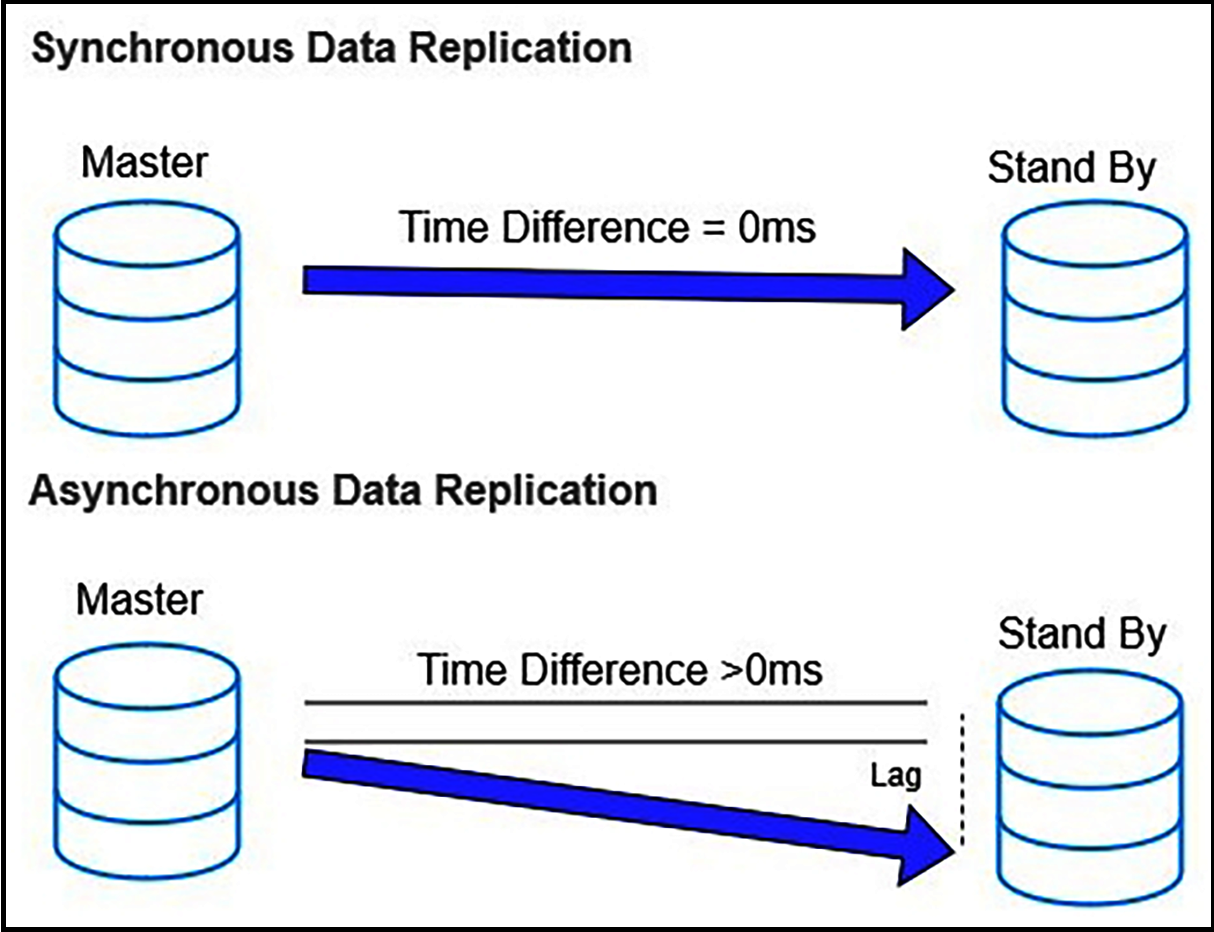 Synchronous Data Replication
Master
Stand By
Time Difference = 0ms
Asynchronous Data Replication
Master
Stand By
Time Difference >0ms
Lag